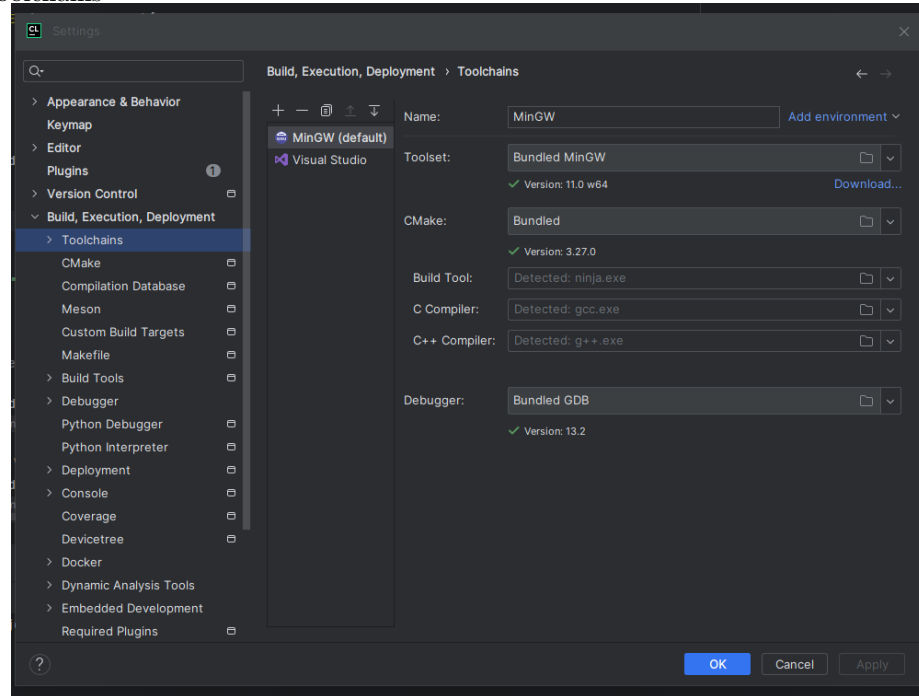 CL
Settings
Build, Execution, Deployment › Toolchains
Appearance & Behavior
Keymap
Editor
Plugins
1
Version Control
Build, Execution, Deployment
Toolchains
CMake
Compilation Database
Meson
Custom Build Targets
Makefile
Build Tools
Debugger
Python Debugger
Python Interpreter
Deployment
Console
Coverage
Devicetree
Docker
Dynamic Analysis Tools
Embedded Development
Required Plugins
MinGW (default)
Visual Studio
Name: MinGW Add environment
Toolset: Bundled MinGW
Version: 11.0 w64 Download...
CMake: Bundled
Version: 3.27.0
Build Tool: Detected: ninja.exe
C Compiler: Detected: gcc.exe
C++ Compiler: Detected: g++.exe
Debugger: Bundled GDB
Version: 13.2
?
OK Cancel Apply